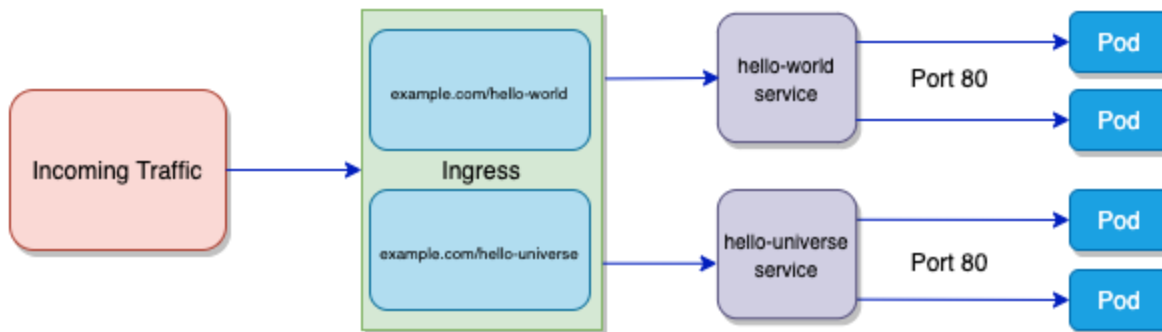 Incoming Traffic
example.com/hello-world
Ingress
example.com/hello-universe
hello-world
service
Port 80
Pod
Pod
hello-universe
service
Port 80
Pod
Pod